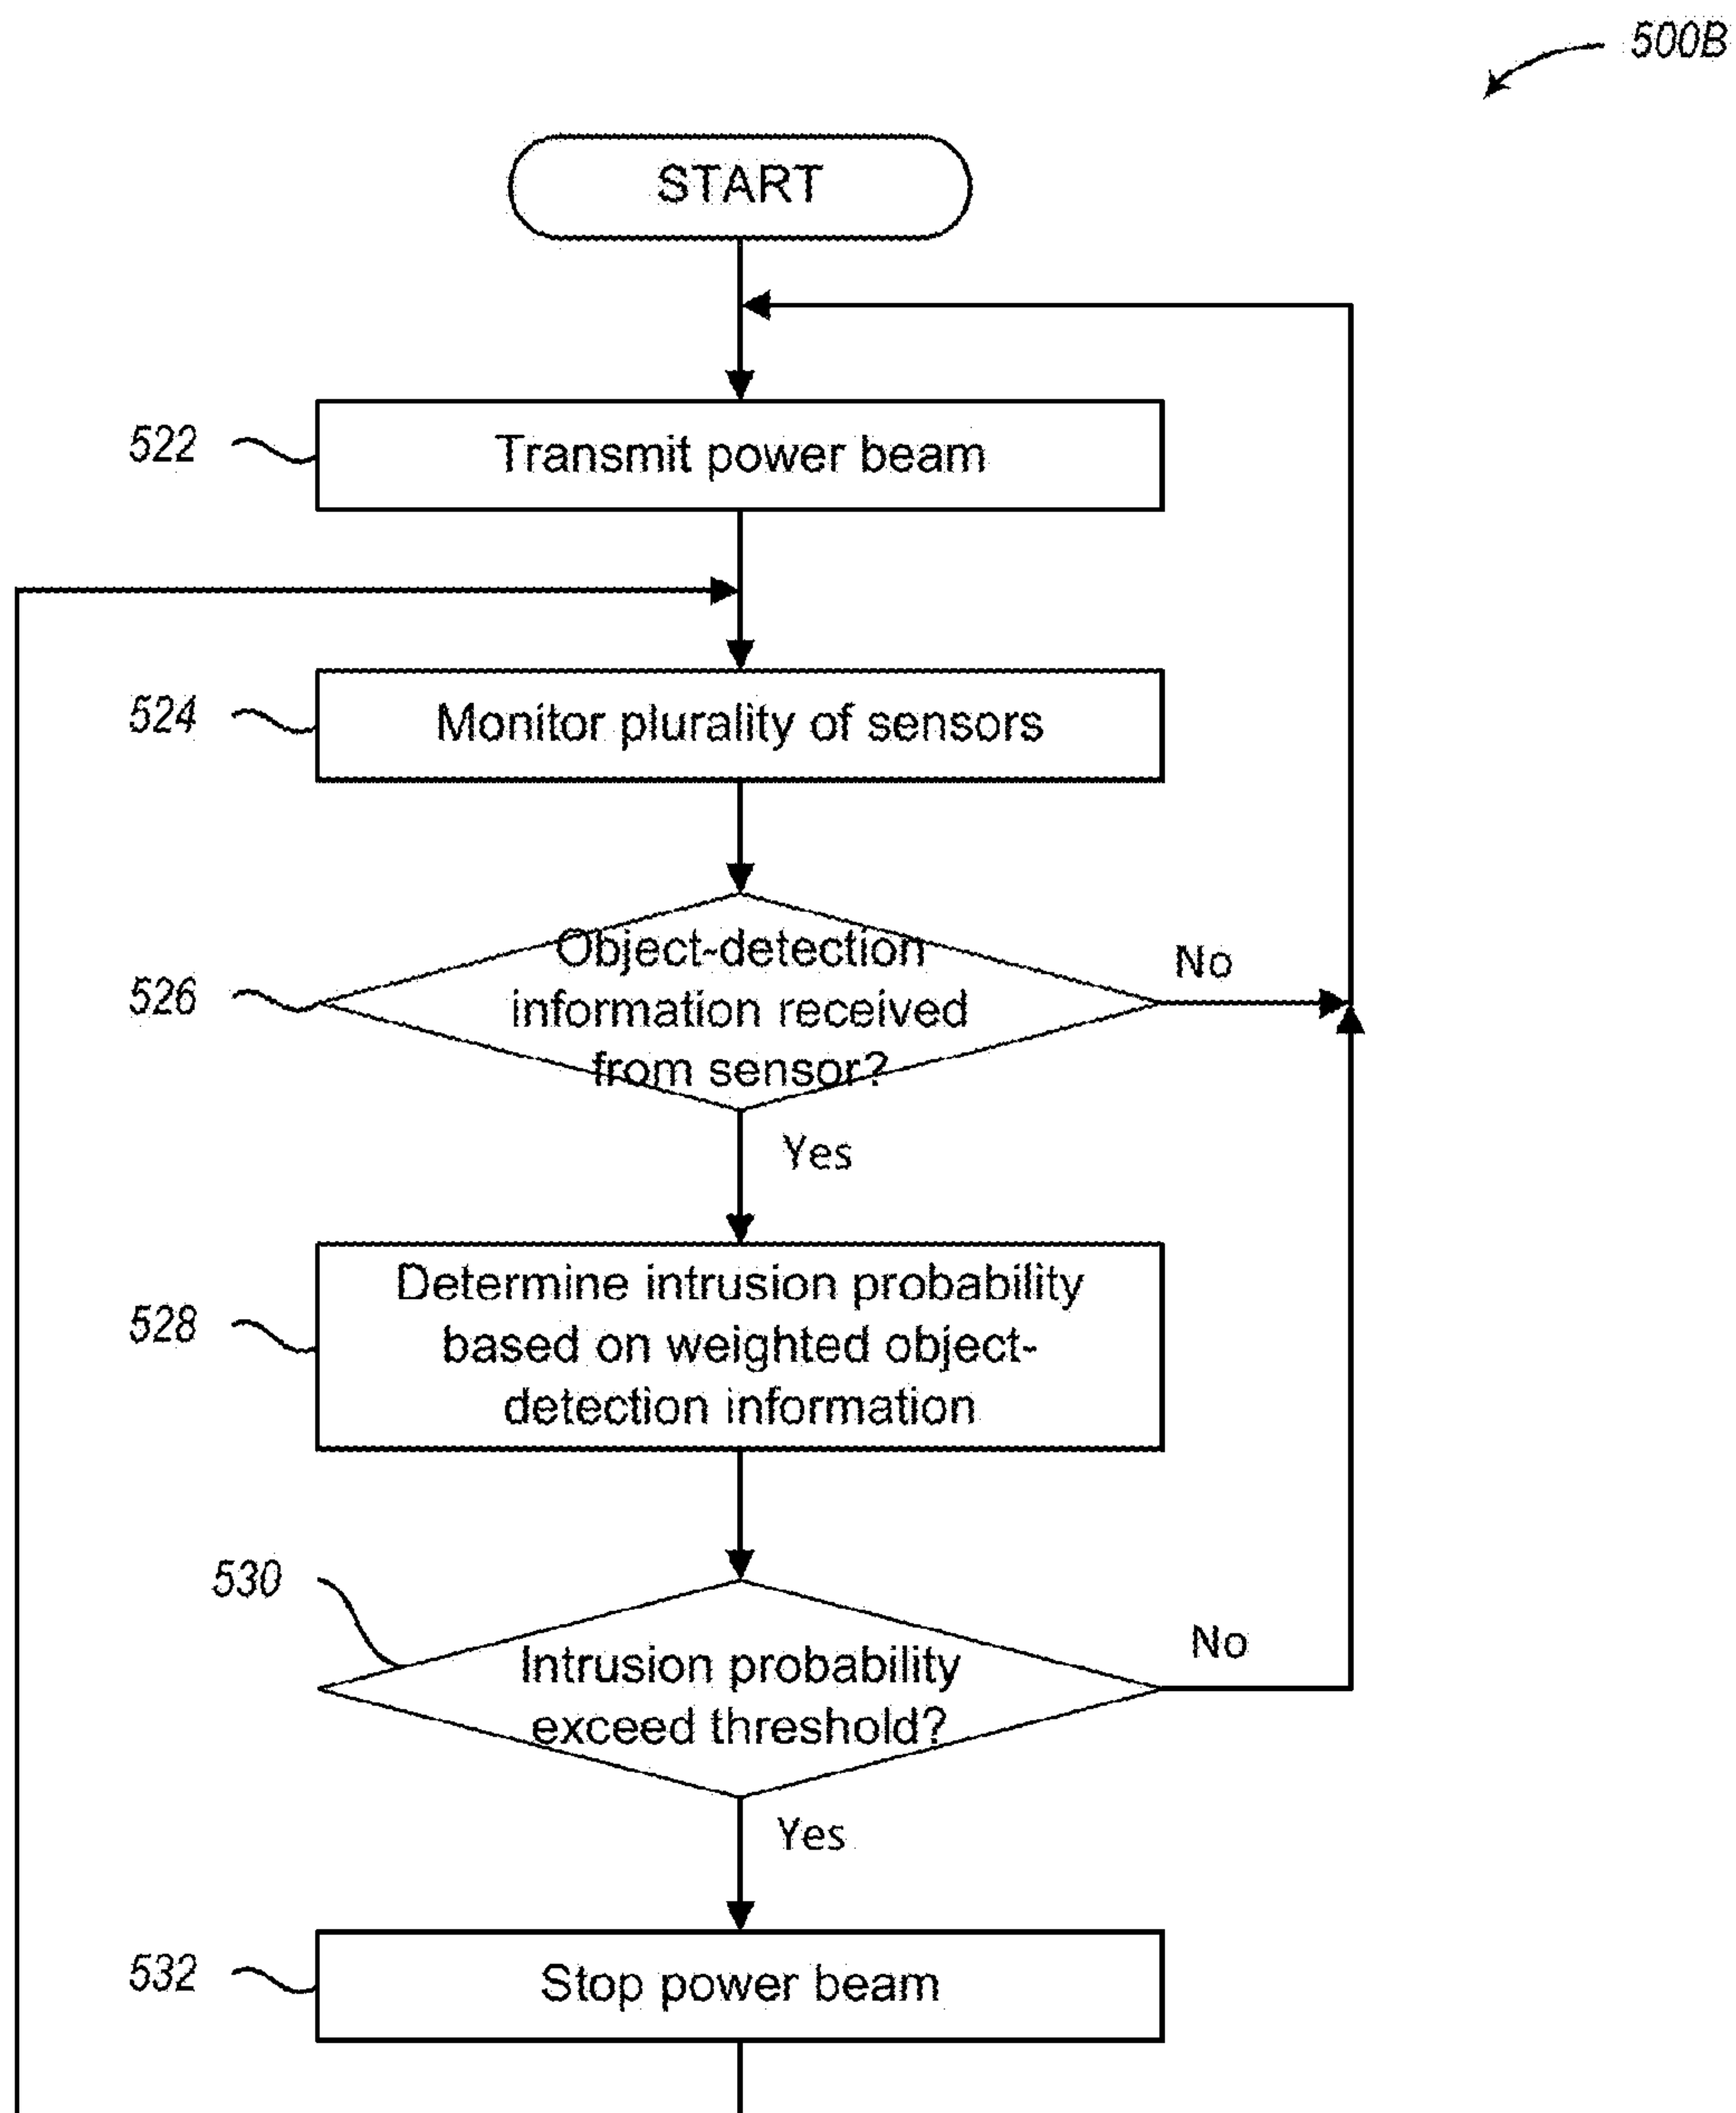 500B
START
522
Transmit power beam
524
Monitor plurality of sensors
Object-detection
526
information received
from sensor?
No
Yes
528
Determine intrusion probability
based on weighted object-
detection information
530
Intrusion probability
exceed threshold?
No
Yes
532
Stop power beam